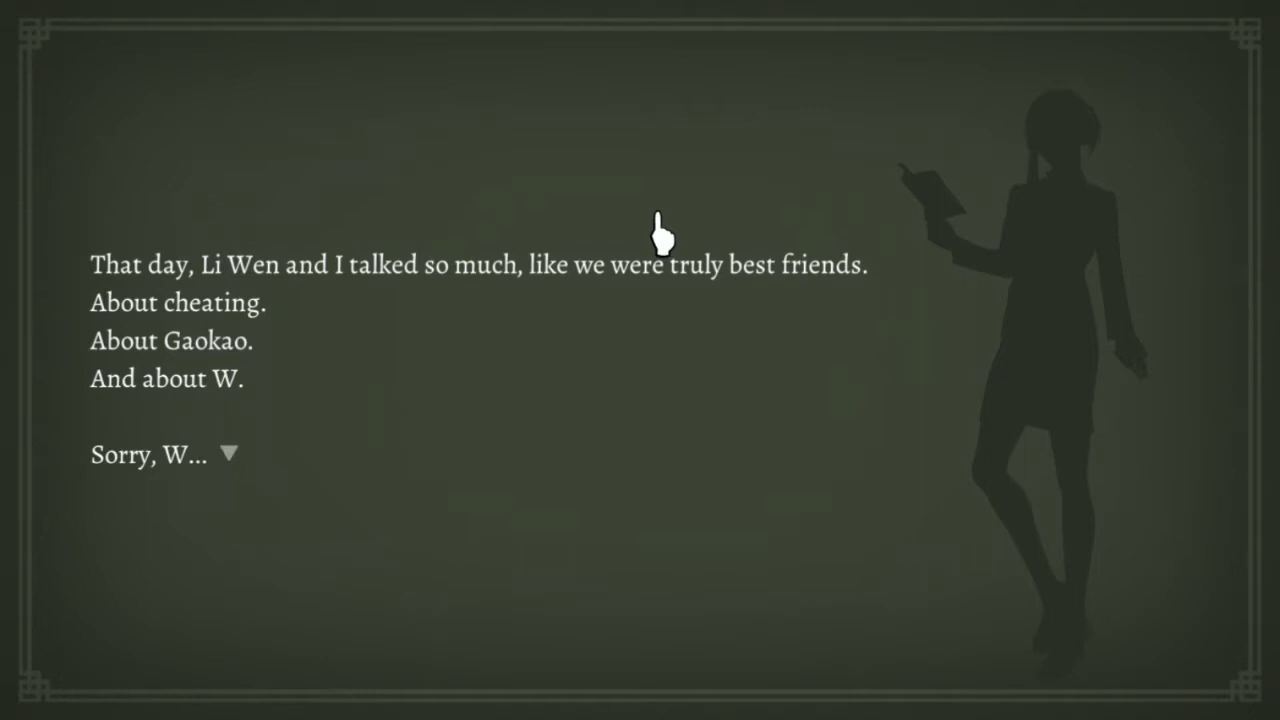 That day, Li Wen and I talked so much, like we were truly best friends.
About cheating.
About Gaokao.
And about W.
Sorry, W...